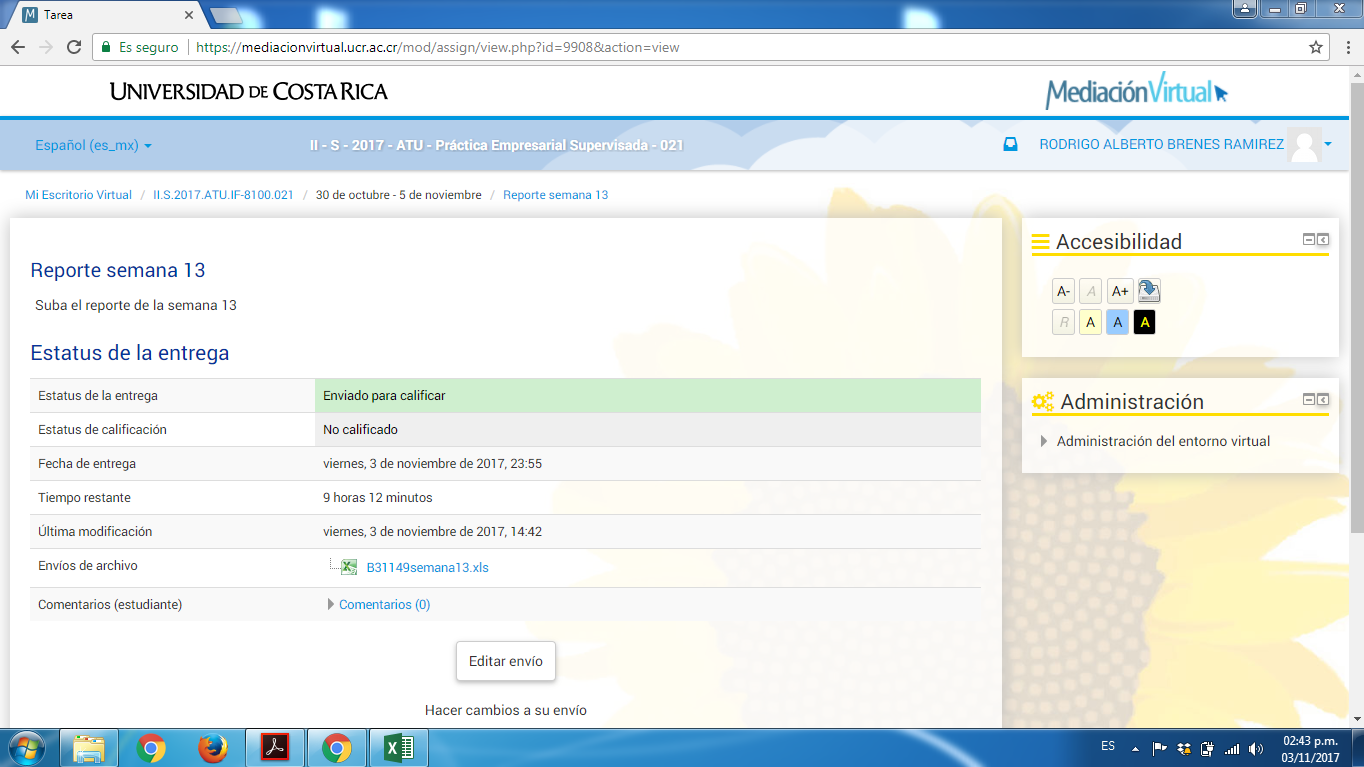 Tarea
Es seguro
https://mediacionvirtual.ucr.ac.cr/mod/assign/view.php?id=9908&action=view
UNIVERSIDAD DE COSTA RICA
MediaciónVirtual
Español (es_mx)
II - S - 2017 - ATU - Práctica Empresarial Supervisada - 021
RODRIGO ALBERTO BRENES RAMIREZ
Mi Escritorio Virtual / II.S.2017.ATU.IF-8100.021 / 30 de octubre - 5 de noviembre / Reporte semana 13
Reporte semana 13
Suba el reporte de la semana 13
Estatus de la entrega
Estatus de la entrega Enviado para calificar
Estatus de calificación No calificado
Fecha de entrega viernes, 3 de noviembre de 2017, 23:55
Tiempo restante 9 horas 12 minutos
Última modificación viernes, 3 de noviembre de 2017, 14:42
Envíos de archivo B31149semana13.xls
Comentarios (estudiante) Comentarios (0)
Editar envío
Hacer cambios a su envío
Accesibilidad
A- A A+
R A A A
Administración
Administración del entorno virtual
ES
02:43 p.m.
03/11/2017